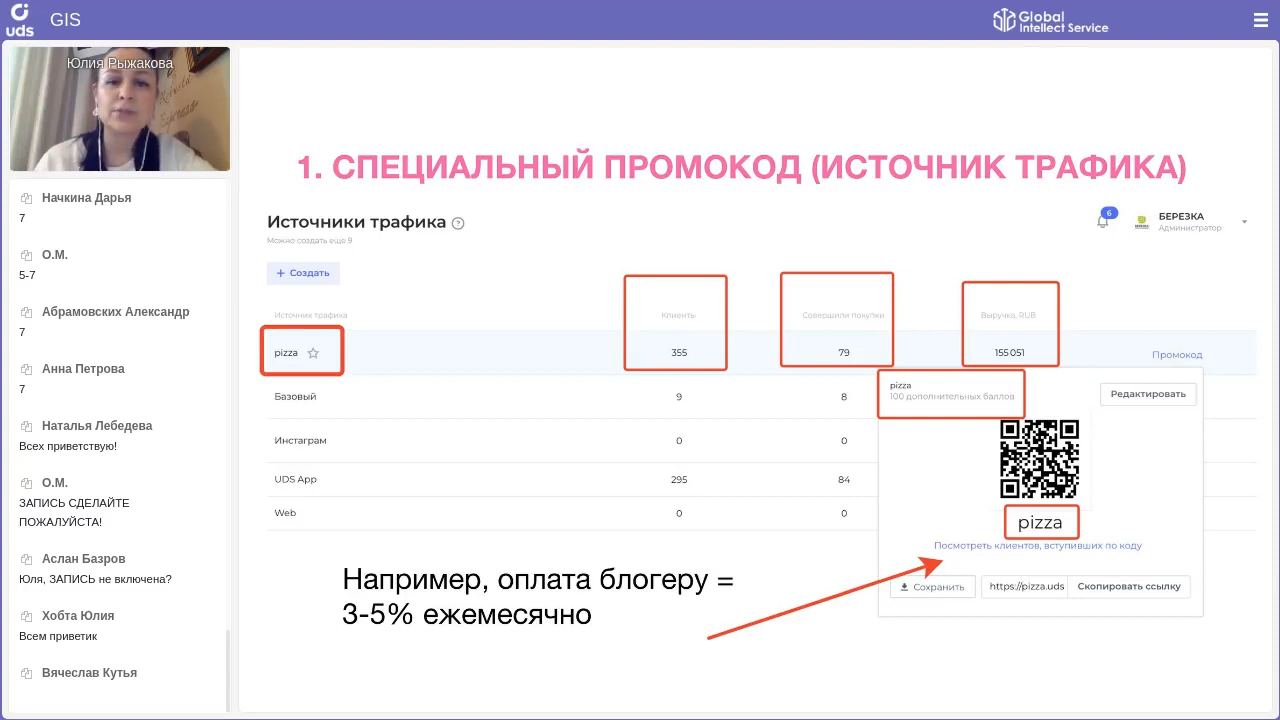 uds
GIS
Global
Intellect Service
Юлия Рыжакова
Начкина Дарья
7
О.М.
5-7
Абрамовских Александр
7
Анна Петрова
7
Наталья Лебедева
Всех приветствую!
О.М.
ЗАПИСЬ СДЕЛАЙТЕ
ПОЖАЛУЙСТА!
Аслан Базров
Юля, ЗАПИСЬ не включена?
Хобта Юлия
Всем приветик
Вячеслав Кутья
1. СПЕЦИАЛЬНЫЙ ПРОМОКОД (ИСТОЧНИК ТРАФИКА)
Источники трафика ?
Можно создать еще 9
6
БЕРЕЗКА
Администратор
+ Создать
Источник трафика Клиенты Совершили покупки Выручка, RUB
pizza 355 79 155 051 Промокод
Базовый 9 8
Инстаграм 0 0
UDS App 295 84
Web 0 0
pizza
100 дополнительных баллов
Редактировать
pizza
Посмотреть клиентов, вступивших по коду
Сохранить https://pizza.uds Скопировать ссылку
Например, оплата блогеру =
3-5% ежемесячно